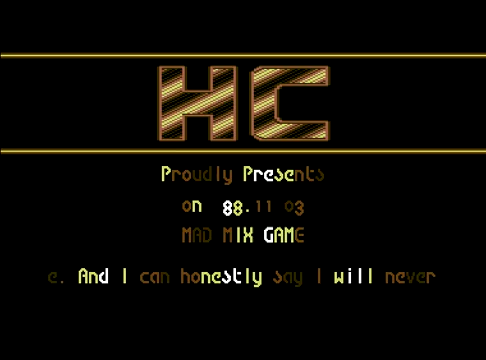 HC
Proudly Presents
on 88.11 03
MAD MIX GAME
e. And I can honestly say I will never